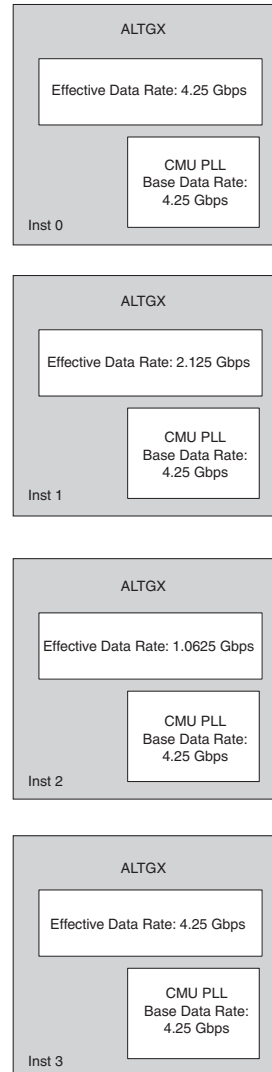 ALTGX
Effective Data Rate: 4.25 Gbps
CMU PLL
Base Data Rate:
4.25 Gbps
Inst 0
ALTGX
Effective Data Rate: 2.125 Gbps
CMU PLL
Base Data Rate:
4.25 Gbps
Inst 1
ALTGX
Effective Data Rate: 1.0625 Gbps
CMU PLL
Base Data Rate:
4.25 Gbps
Inst 2
ALTGX
Effective Data Rate: 4.25 Gbps
CMU PLL
Base Data Rate:
4.25 Gbps
Inst 3